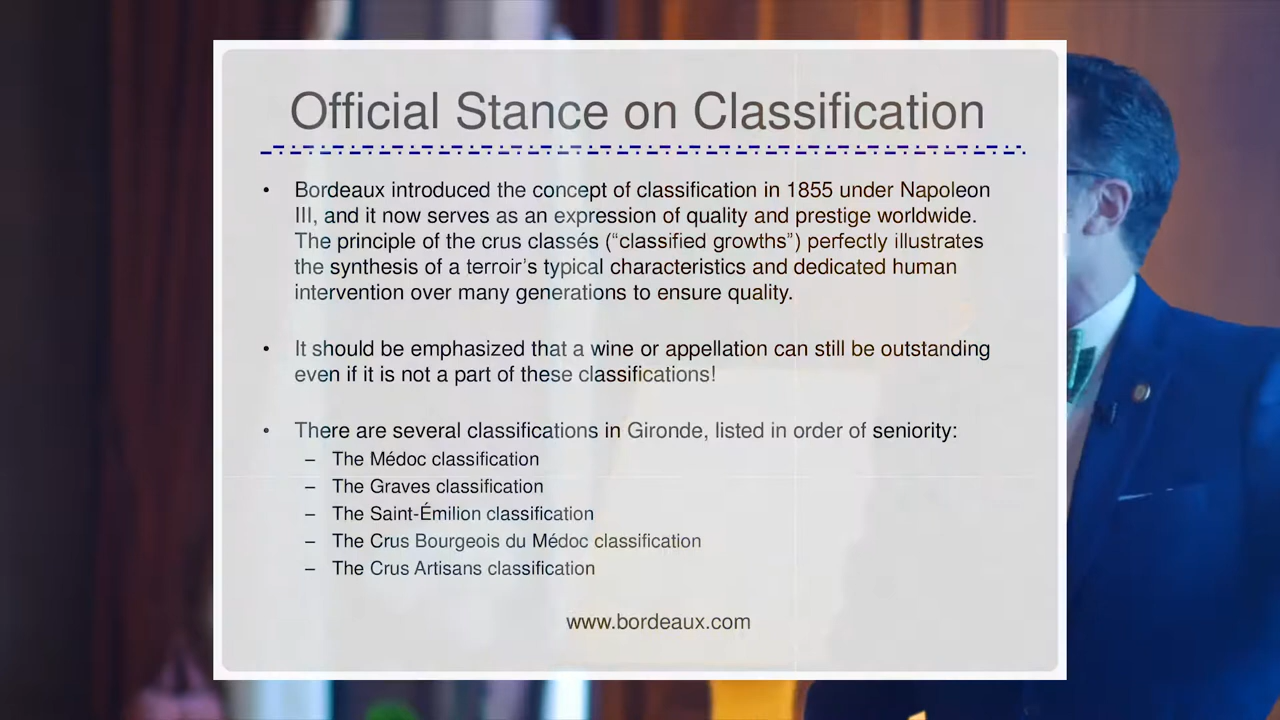 Official Stance on Classification
• Bordeaux introduced the concept of classification in 1855 under Napoleon
III, and it now serves as an expression of quality and prestige worldwide.
The principle of the crus classés (“classified growths”) perfectly illustrates
the synthesis of a terroir’s typical characteristics and dedicated human
intervention over many generations to ensure quality.
• It should be emphasized that a wine or appellation can still be outstanding
even if it is not a part of these classifications!
• There are several classifications in Gironde, listed in order of seniority:
– The Médoc classification
– The Graves classification
– The Saint-Émilion classification
– The Crus Bourgeois du Médoc classification
– The Crus Artisans classification
www.bordeaux.com